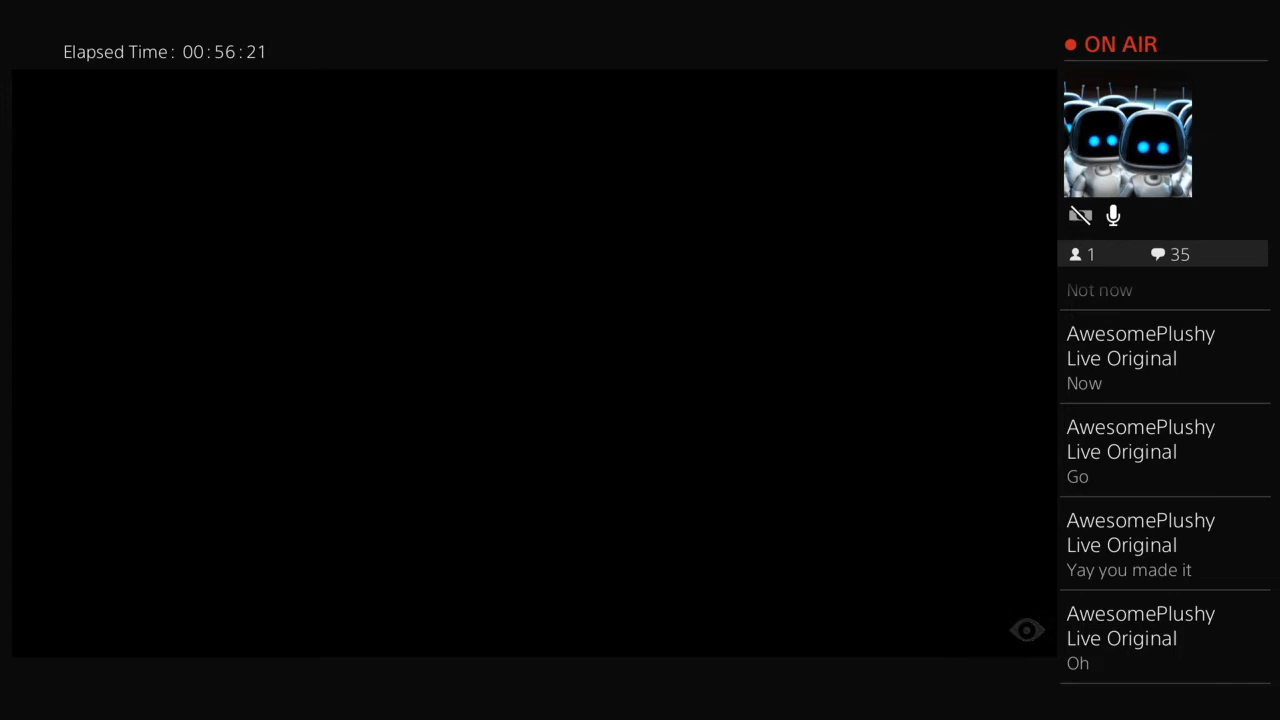 Elapsed Time: 00:56:21
ON AIR
1 35
Not now
AwesomePlushy
Live Original
Now
AwesomePlushy
Live Original
Go
AwesomePlushy
Live Original
Yay you made it
AwesomePlushy
Live Original
Oh